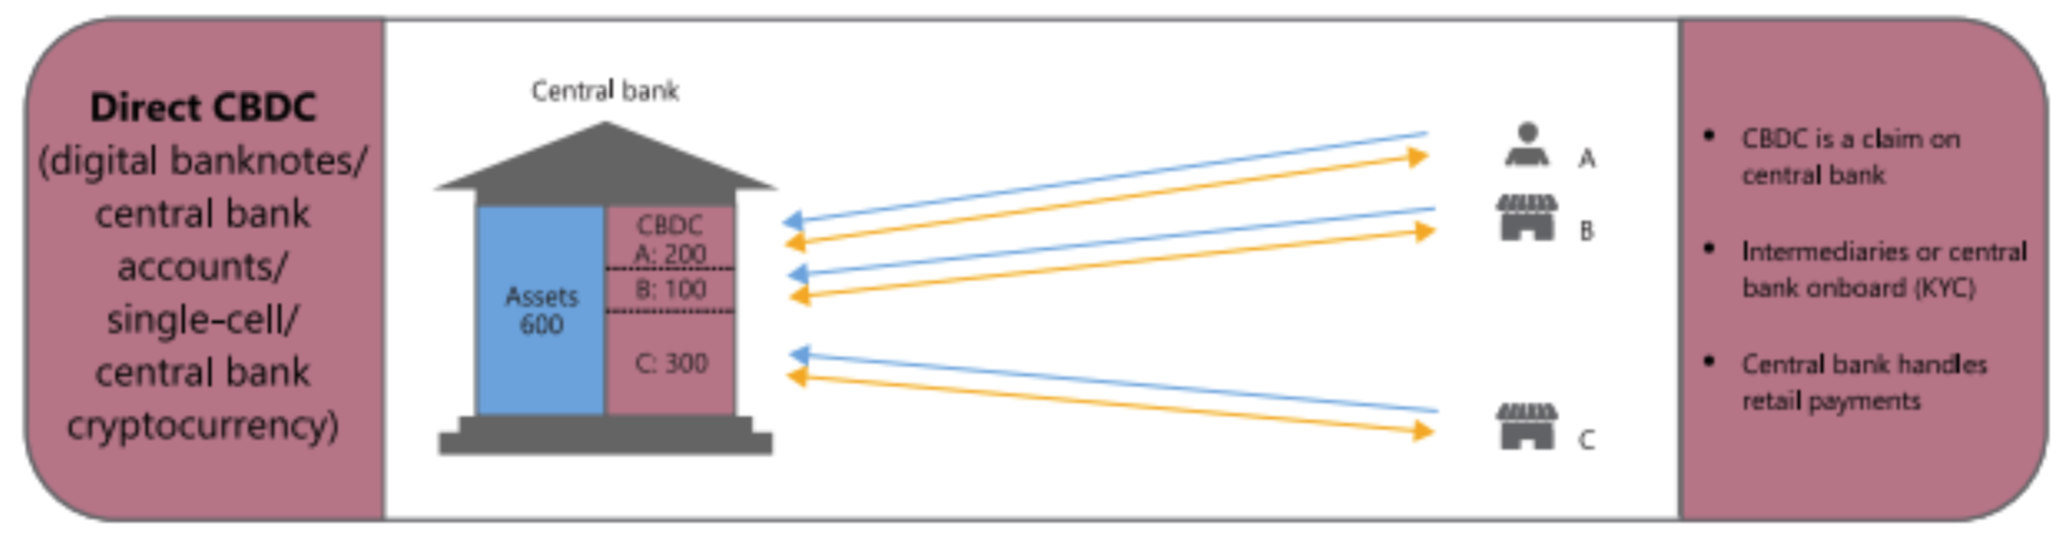 Direct CBDC
(digital banknotes/
central bank
accounts/
single-cell/
central bank
cryptocurrency)
Central bank
Assets
600
CBDC
A: 200
B: 100
C: 300
A
B
C
• CBDC is a claim on
central bank
• Intermediaries or central
bank onboard (KYC)
• Central bank handles
retail payments